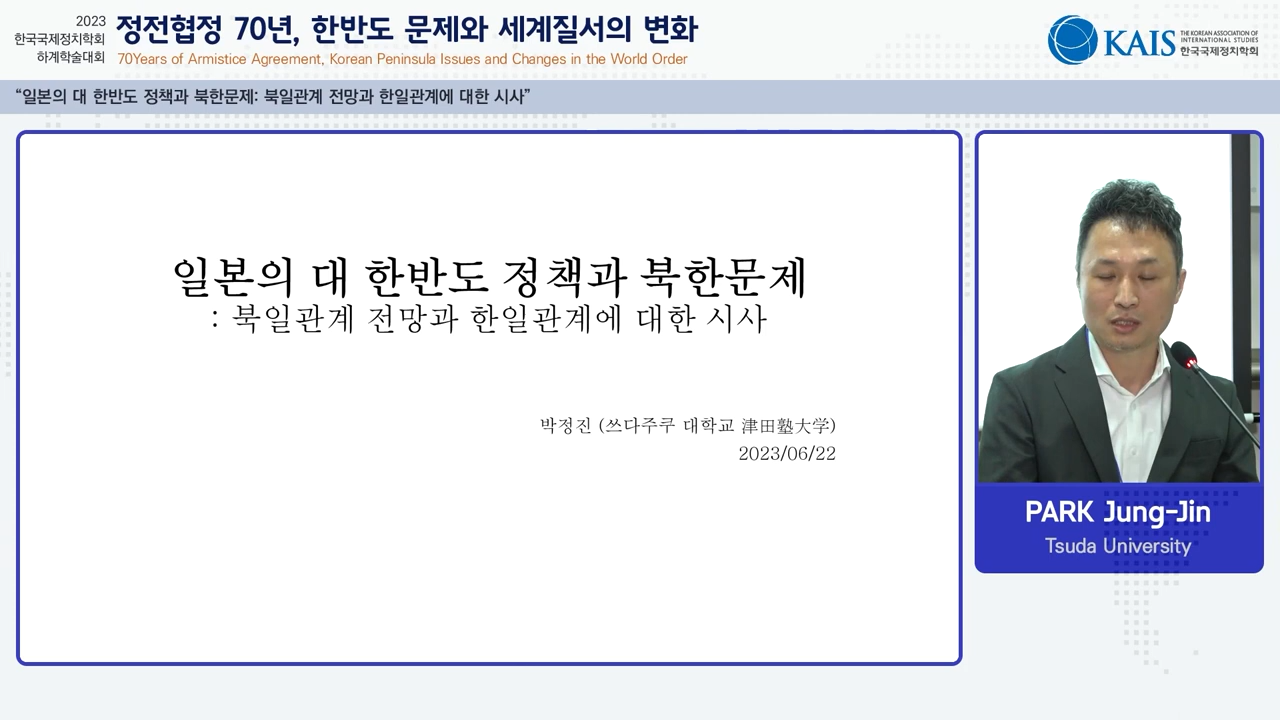 2023
한국국제정치학회
하계학술대회
정전협정 70년, 한반도 문제와 세계질서의 변화
70Years of Armistice Agreement, Korean Peninsula Issues and Changes in the World Order
KAIS
THE KOREAN ASSOCIATION OF
INTERNATIONAL STUDIES
한국국제정치학회
“일본의 대 한반도 정책과 북한문제: 북일관계 전망과 한일관계에 대한 시사”
일본의 대 한반도 정책과 북한문제
: 북일관계 전망과 한일관계에 대한 시사
박정진 (쓰다주쿠 대학교 津田塾大学)
2023/06/22
PARK Jung-Jin
Tsuda University